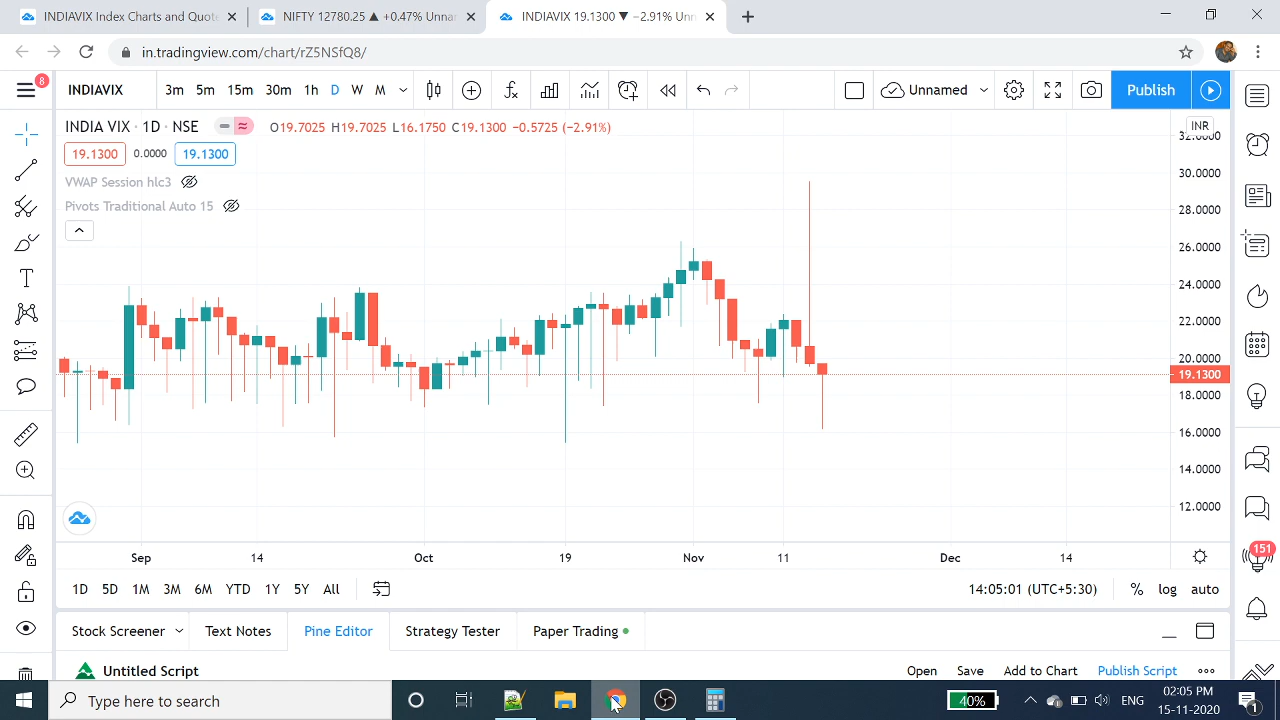 INDIAVIX Index Charts and Quote
NIFTY 12780.25 ▲ +0.47% Unnar
INDIAVIX 19.1300 ▼ −2.91% Unn
in.tradingview.com/chart/rZ5NSfQ8/
8
INDIAVIX
3m 5m 15m 30m 1h D W M
Unnamed
Publish
INDIA VIX · 1D · NSE
O19.7025 H19.7025 L16.1750 C19.1300 −0.5725 (−2.91%)
INR
19.1300 0.0000 19.1300
VWAP Session hlc3
Pivots Traditional Auto 15
32.0000
30.0000
28.0000
26.0000
24.0000
22.0000
20.0000
19.1300
18.0000
16.0000
14.0000
12.0000
Sep 14 Oct 19 Nov 11 Dec 14
151
1D 5D 1M 3M 6M YTD 1Y 5Y All
14:05:01 (UTC+5:30) % log auto
Stock Screener Text Notes Pine Editor Strategy Tester Paper Trading
Untitled Script
Open Save Add to Chart Publish Script
Type here to search
40%
ENG
02:05 PM
15-11-2020
1